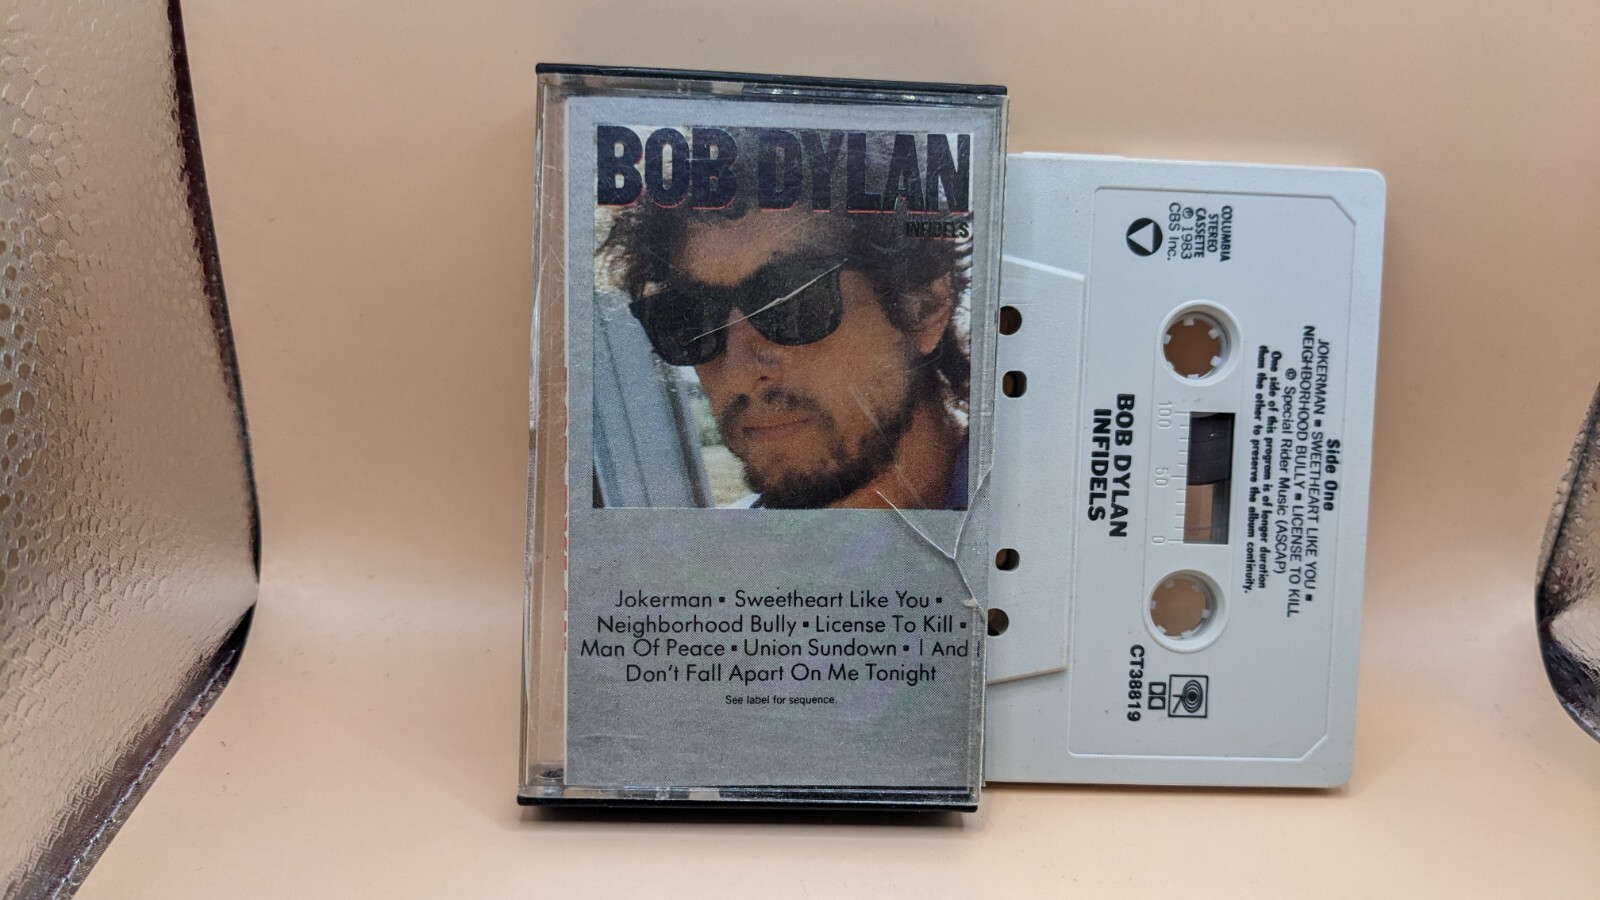 BOB DYLAN
INFIDELS
Jokerman ▪ Sweetheart Like You ▪
Neighborhood Bully ▪ License To Kill ▪
Man Of Peace ▪ Union Sundown ▪ I And
Don't Fall Apart On Me Tonight
See label for sequence.
COLUMBIA
STEREO
CASSETTE
℗ 1983
CBS Inc.
Side One
JOKERMAN ▪ SWEETHEART LIKE YOU ▪
NEIGHBORHOOD BULLY ▪ LICENSE TO KILL
© Special Rider Music (ASCAP)
One side of this program is of longer duration
than the other to preserve the album continuity.
100 50 0
BOB DYLAN
INFIDELS
CT38819